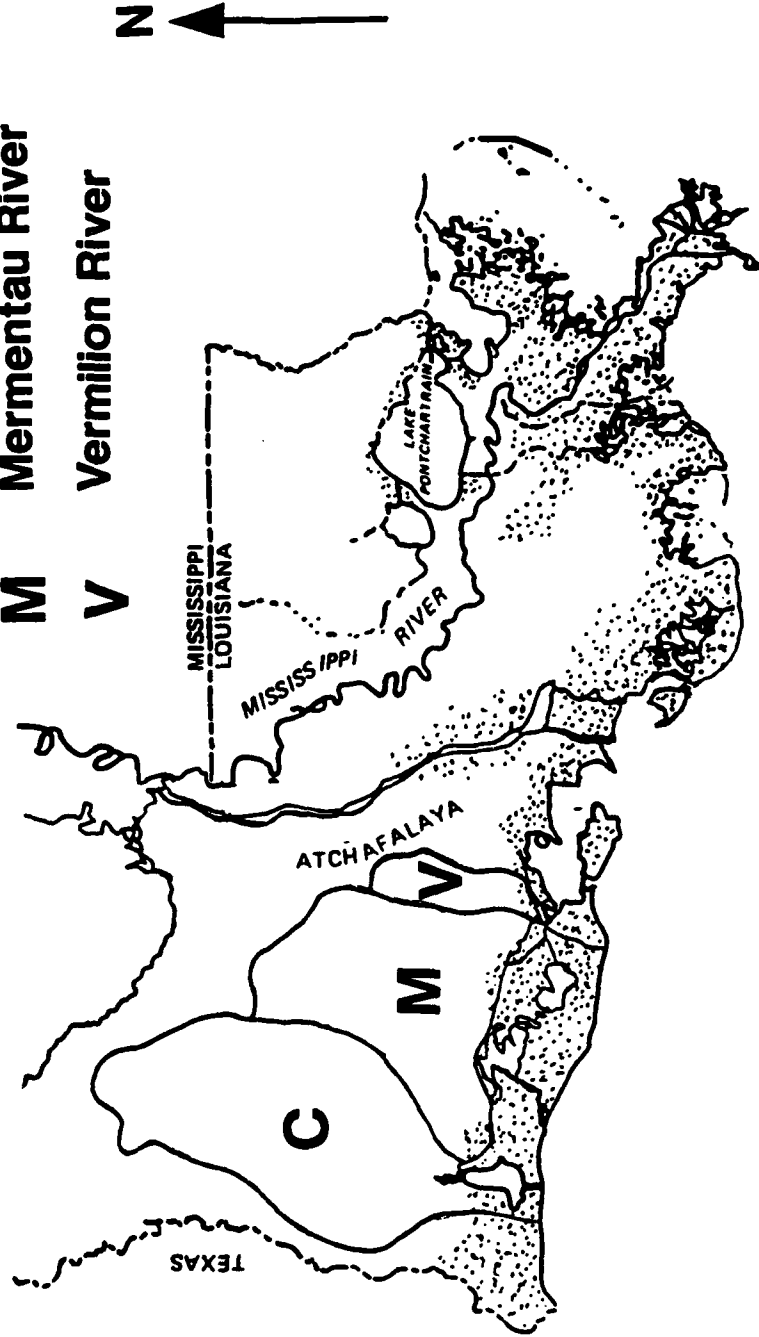 M Mermentau River
V Vermilion River
N
MISSISSIPPI
LOUISIANA
MISSISSIPPI RIVER
LAKE
PONTCHARTRAIN
ATCHAFALAYA
TEXAS
C
M
V